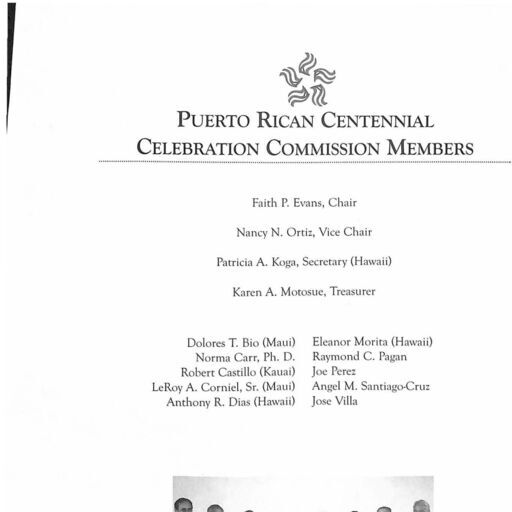 PUERTO RICAN CENTENNIAL
CELEBRATION COMMISSION MEMBERS
Faith P. Evans, Chair
Nancy N. Ortiz, Vice Chair
Patricia A. Koga, Secretary (Hawaii)
Karen A. Motosue, Treasurer
Dolores T. Bio (Maui)
Norma Carr, Ph. D.
Robert Castillo (Kauai)
LeRoy A. Corniel, Sr. (Maui)
Anthony R. Dias (Hawaii)
Eleanor Morita (Hawaii)
Raymond C. Pagan
Joe Perez
Angel M. Santiago-Cruz
Jose Villa